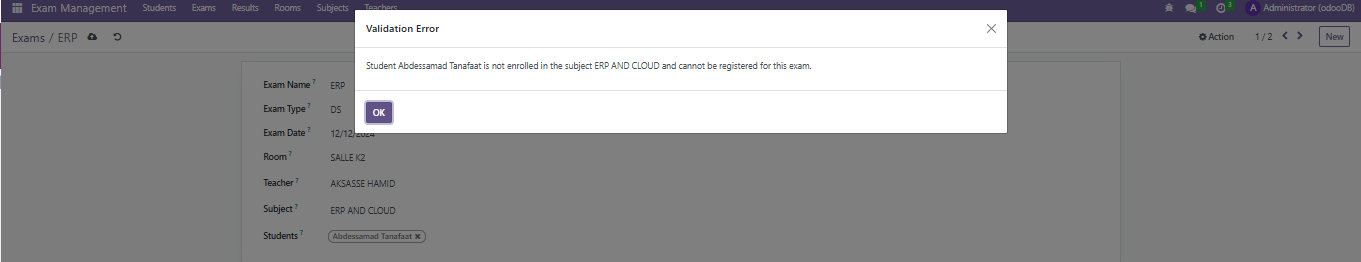 Exam Management Students Exams Results Rooms Subjects Teachers 1 3 A Administrator (odooDB)
Exams / ERP Action 1 / 2 New
Validation Error
Student Abdessamad Tanafaat is not enrolled in the subject ERP AND CLOUD and cannot be registered for this exam.
OK
Exam Name ? ERP
Exam Type ? DS
Exam Date ? 12/12/2024
Room ? SALLE K2
Teacher ? AKSASSE HAMID
Subject ? ERP AND CLOUD
Students ? Abdessamad Tanafaat ×